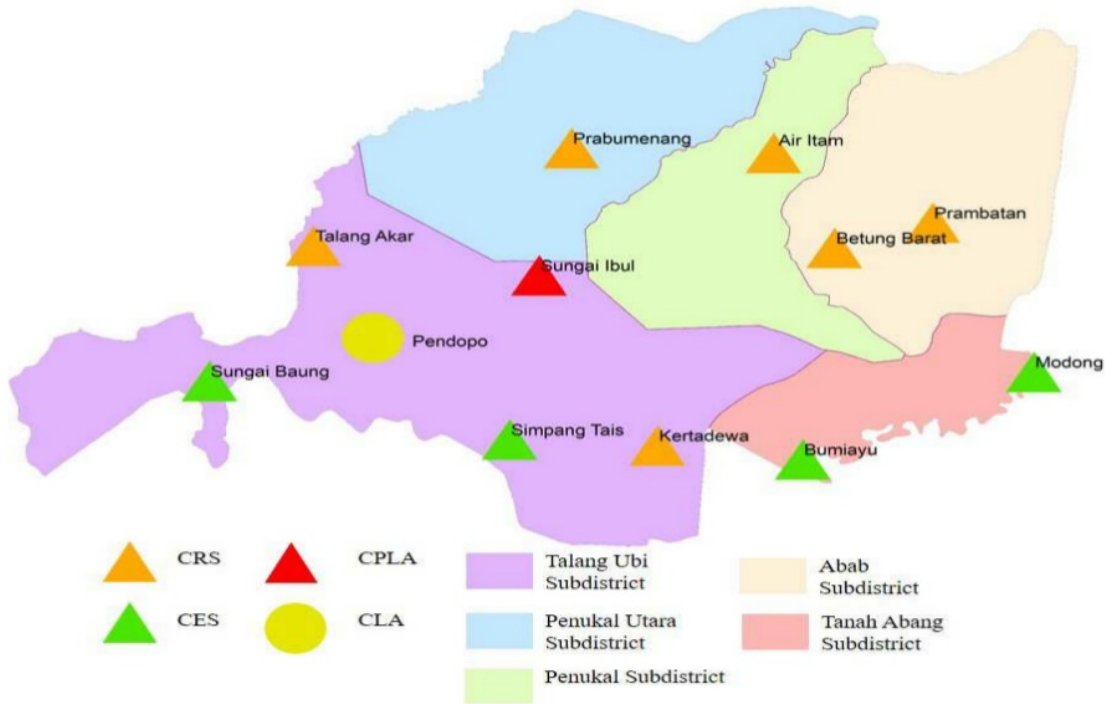 Prabumenang
Air Itam
Prambatan
Talang Akar
Betung Barat
Sungai Ibul
Pendopo
Sungai Baung
Modong
Simpang Tais
Kertadewa
Bumiayu
CRS
CPLA
Talang Ubi
Subdistrict
Abab
Subdistrict
CES
CLA
Penukal Utara
Subdistrict
Tanah Abang
Subdistrict
Penukal Subdistrict